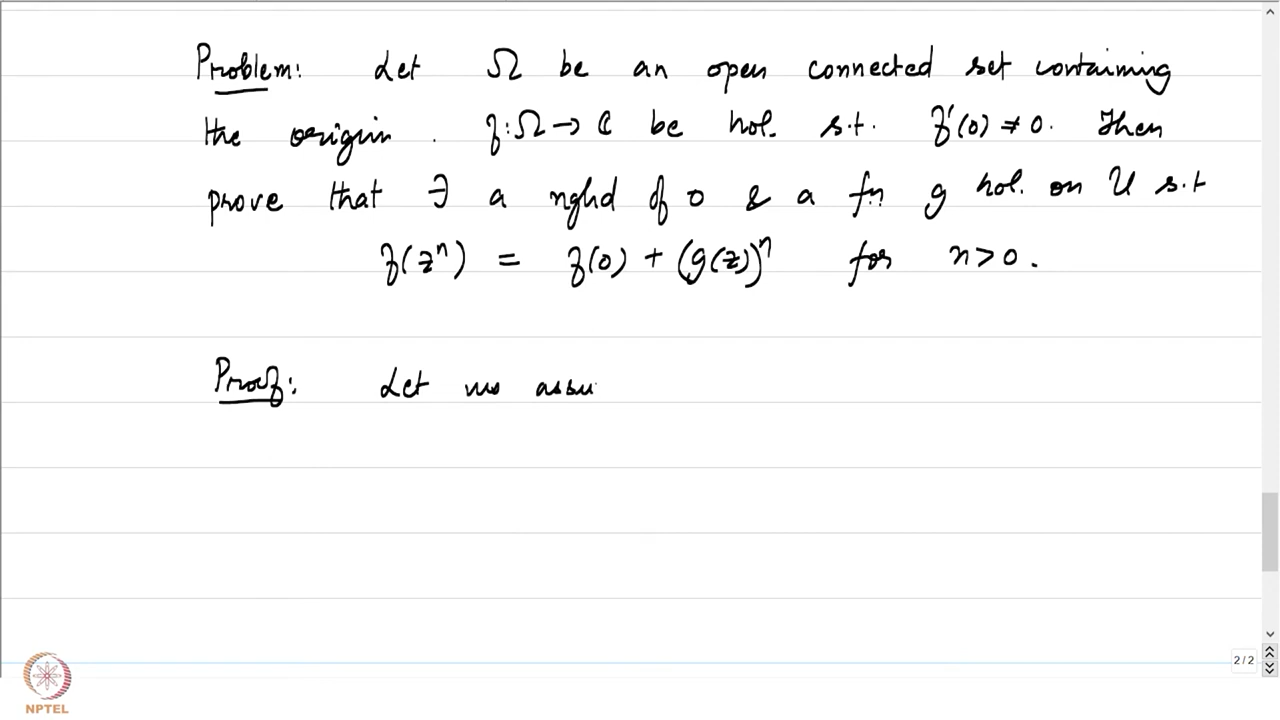 Problem: Let Ω be an open connected set containing
the origin. f:Ω→ℂ be hol. s.t. f'(0)≠0. Then
prove that ∃ a nghd of 0 & a fn g hol. on U s.t
f(zⁿ) = f(0) + (g(z))ⁿ for n>0.
Proof: Let us assu
2/2
NPTEL